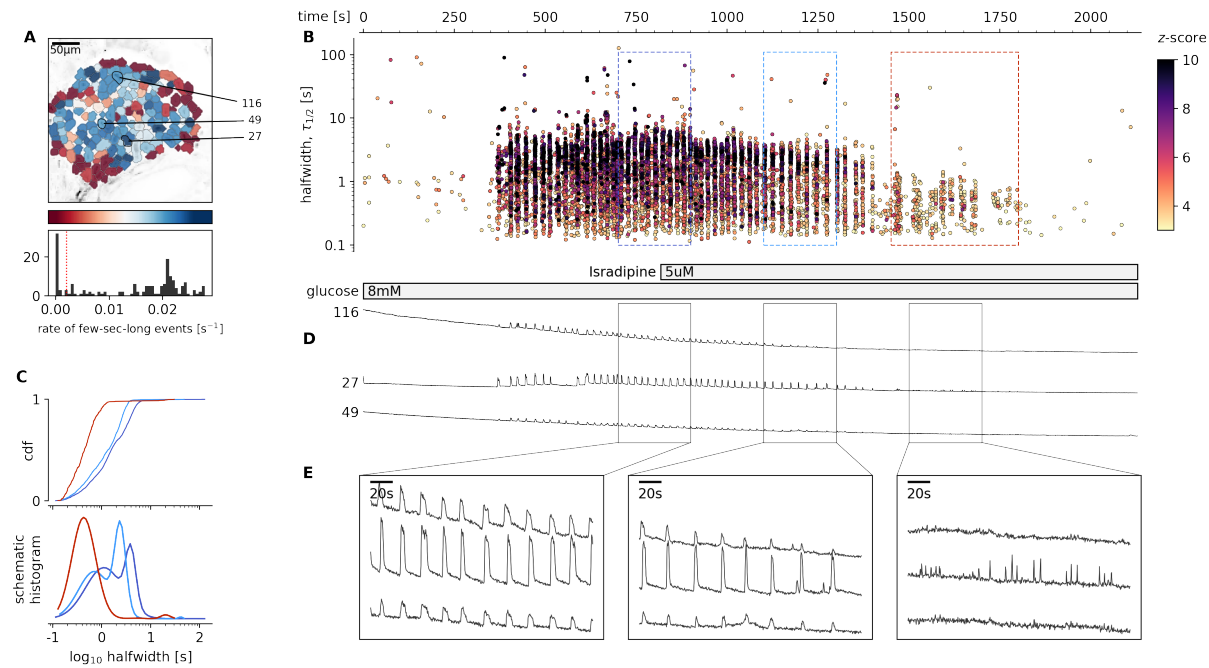 time [s] 0 250 500 750 1000 1250 1500 1750 2000
A
50μm
116
49
27
20
0
0.00 0.01 0.02
rate of few-sec-long events [s⁻¹]
B
100
10
1
0.1
halfwidth, τ₁/₂ [s]
z-score
10
8
6
4
Isradipine 5uM
glucose 8mM
C
1
0
cdf
schematic
histogram
-1 0 1 2
log₁₀ halfwidth [s]
D
116
27
49
E
20s
20s
20s